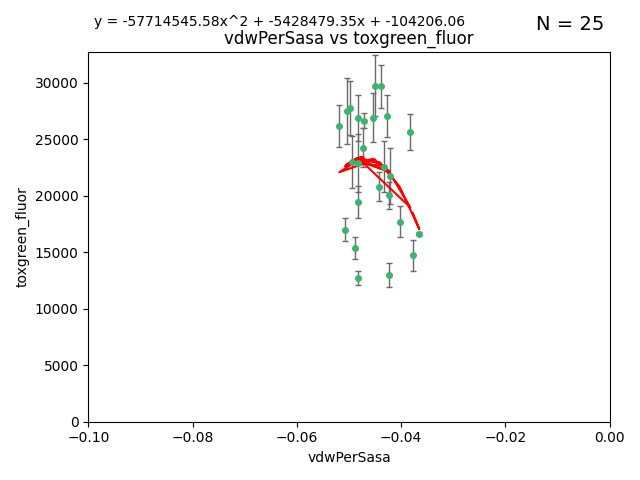 y = -57714545.58x^2 + -5428479.35x + -104206.06
N = 25
vdwPerSasa vs toxgreen_fluor
30000
25000
20000
15000
10000
5000
0
toxgreen_fluor
−0.10
−0.08
−0.06
−0.04
−0.02
0.00
vdwPerSasa